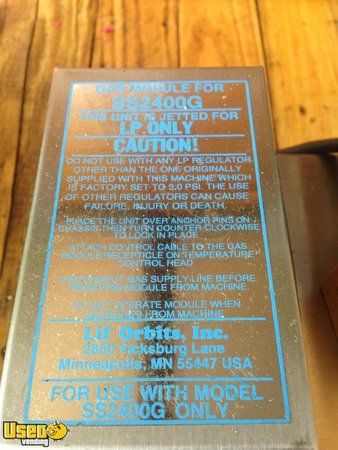 GAS MODULE FOR
SS2400G
THIS UNIT IS JETTED FOR
LP ONLY
CAUTION!
DO NOT USE WITH ANY LP REGULATOR
OTHER THAN THE ONE ORIGINALLY
SUPPLIED WITH THIS MACHINE WHICH
IS FACTORY SET TO 5.0 PSI. THE USE
OF OTHER REGULATORS CAN CAUSE
FAILURE, INJURY OR DEATH.
PLACE THE UNIT OVER ANCHOR PINS ON
CHASSIS THEN TURN COUNTER-CLOCKWISE
TO LOCK IN PLACE
ATTACH CONTROL CABLE TO THE GAS
MODULE RECEPTICLE ON TEMPERATURE
CONTROL HEAD
DISCONNECT GAS SUPPLY LINE BEFORE
REMOVING MODULE FROM MACHINE
DO NOT OPERATE MODULE WHEN
DETACHED FROM MACHINE
Lil' Orbits, Inc.
2850 Vicksburg Lane
Minneapolis, MN 55447 USA
FOR USE WITH MODEL
SS2400G ONLY
Used
vending